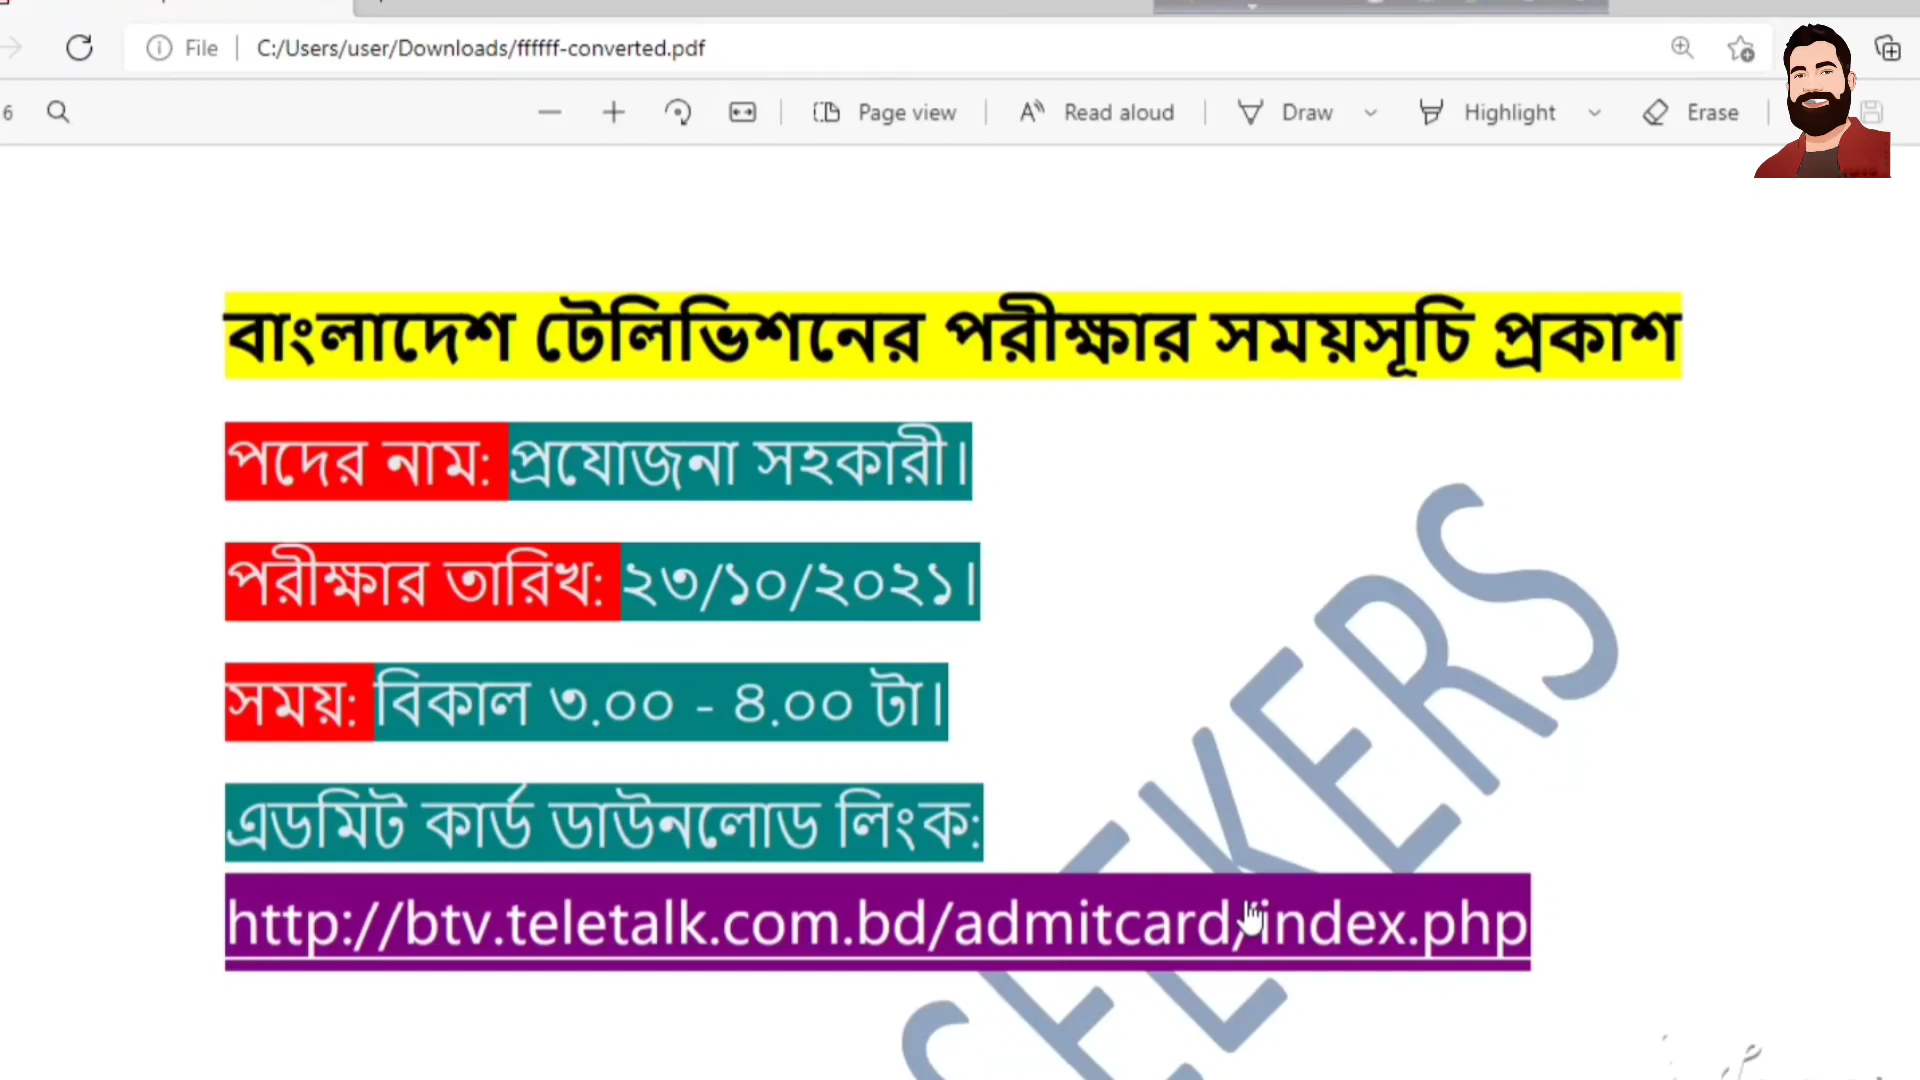 File C:/Users/user/Downloads/ffffff-converted.pdf
6 Page view Read aloud Draw Highlight Erase
বাংলাদেশ টেলিভিশনের পরীক্ষার সময়সূচি প্রকাশ
পদের নাম: প্রযোজনা সহকারী।
পরীক্ষার তারিখ: ২৩/১০/২০২১।
সময়: বিকাল ৩.০০ - ৪.০০ টা।
এডমিট কার্ড ডাউনলোড লিংক:
http://btv.teletalk.com.bd/admitcard/index.php
SEEKERS